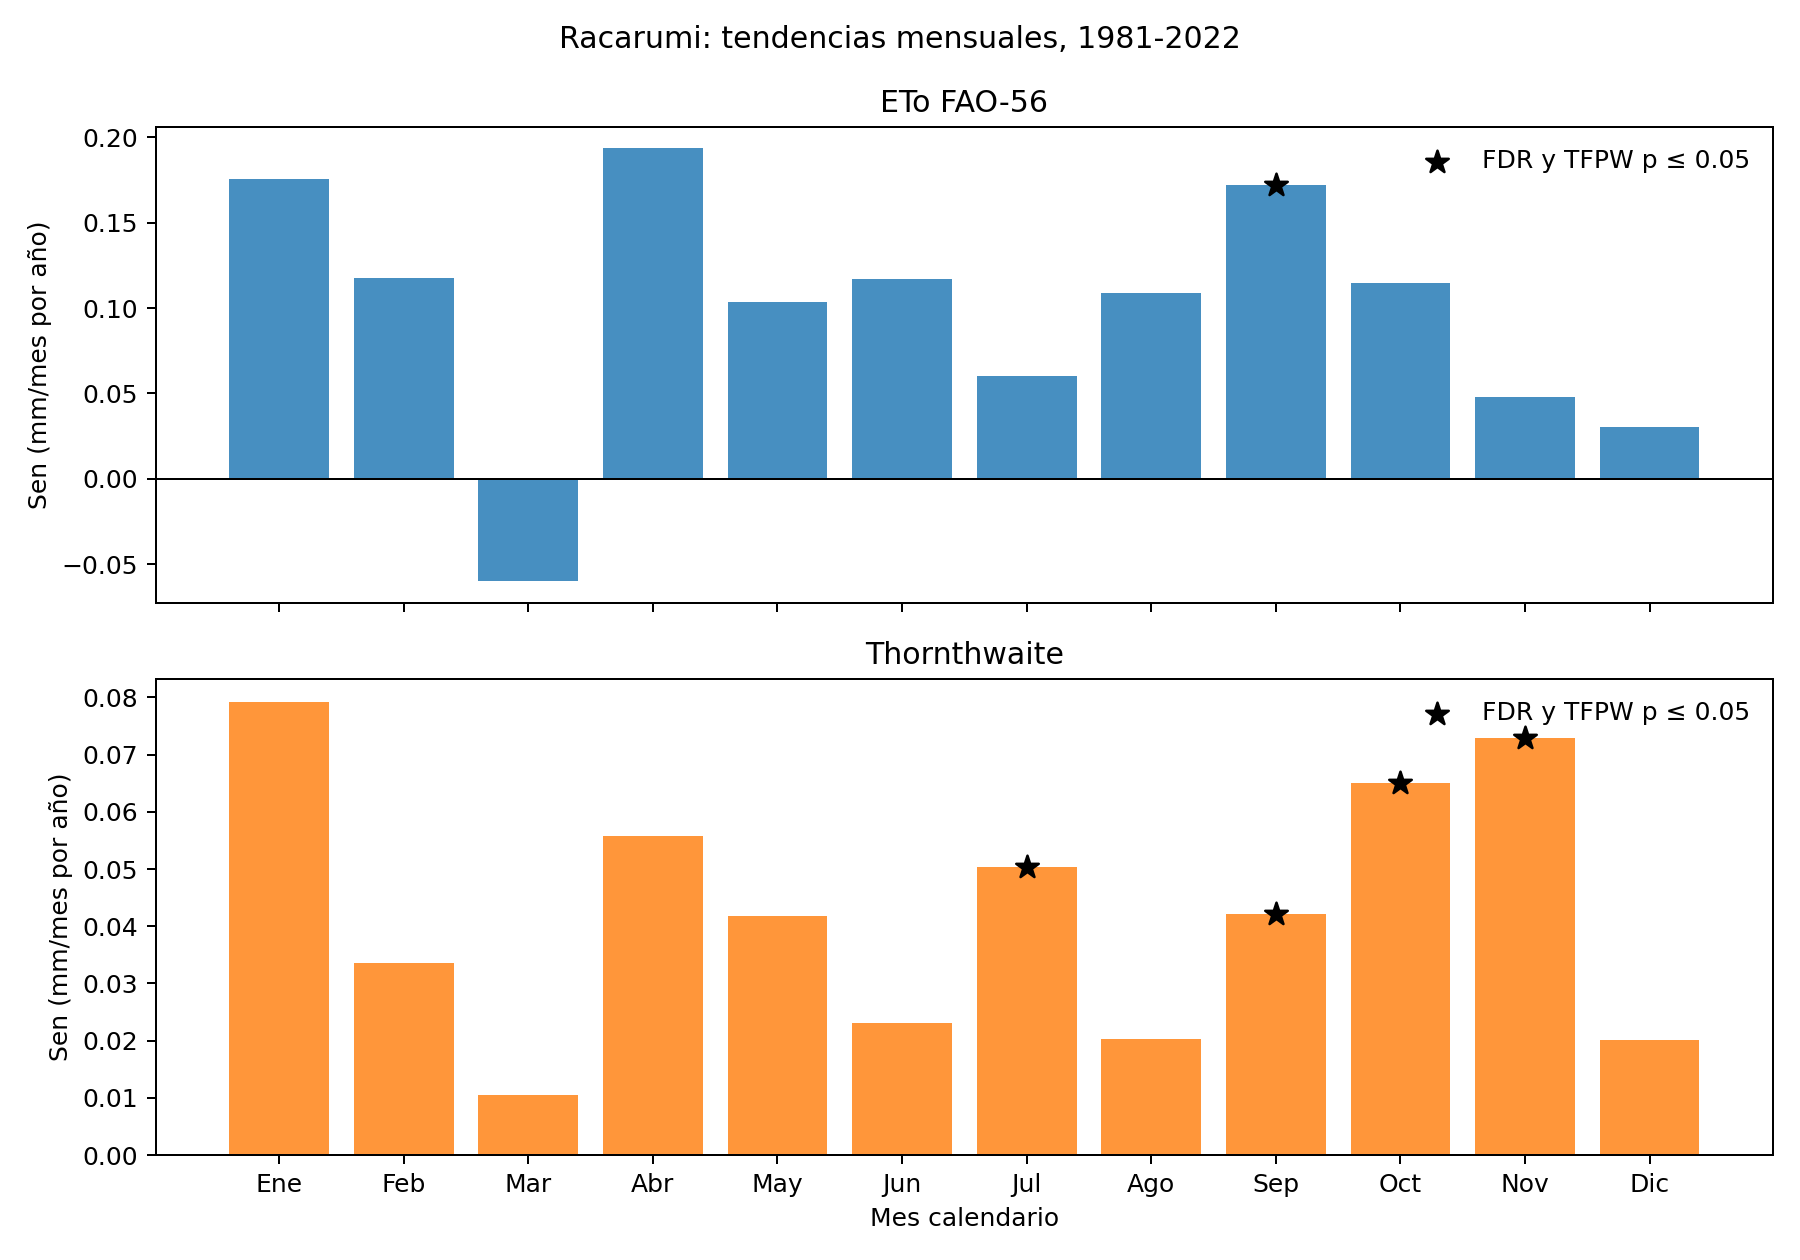 Racarumi: tendencias mensuales, 1981-2022
ETo FAO-56
0.20
0.15
0.10
0.05
0.00
−0.05
Sen (mm/mes por año)
FDR y TFPW p ≤ 0.05
Thornthwaite
0.08
0.07
0.06
0.05
0.04
0.03
0.02
0.01
0.00
Sen (mm/mes por año)
FDR y TFPW p ≤ 0.05
Ene Feb Mar Abr May Jun Jul Ago Sep Oct Nov Dic
Mes calendario